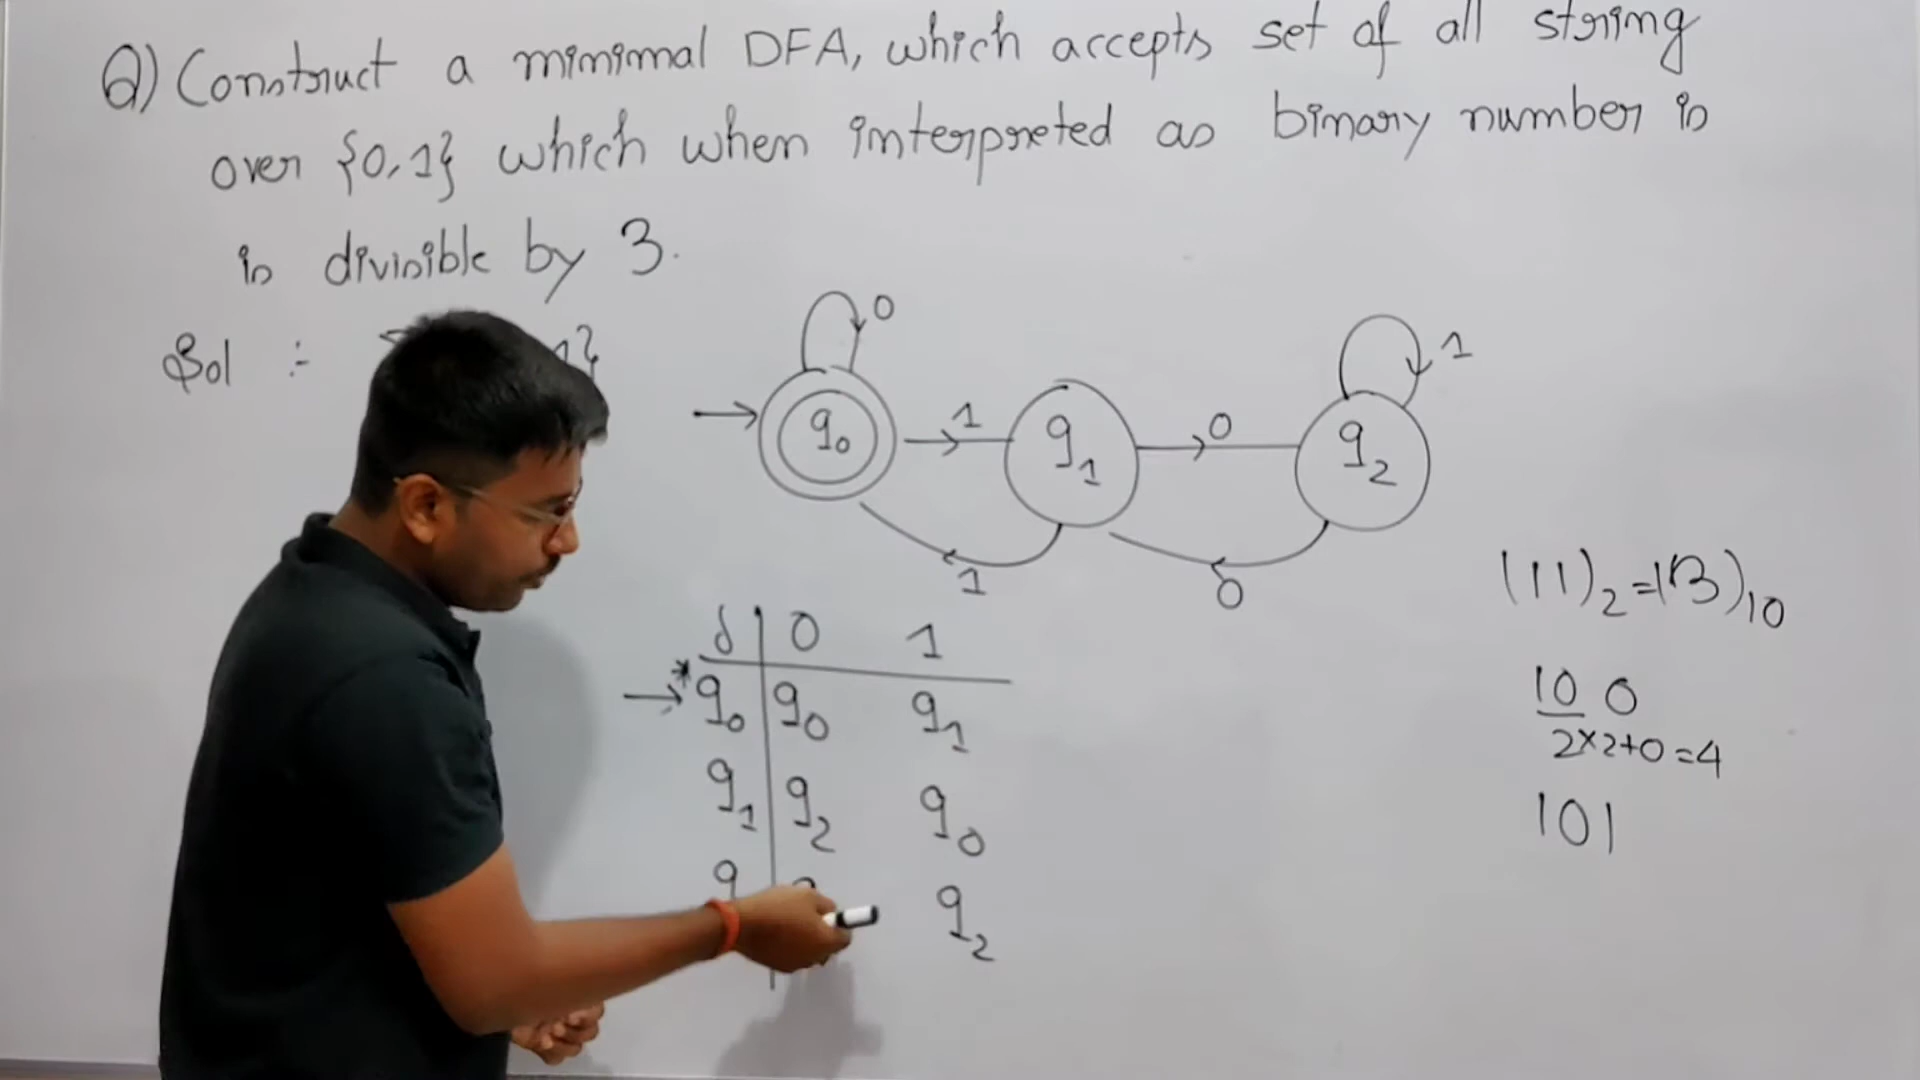 Q) Construct a minimal DFA, which accepts set of all string
over {0,1} which when interpreted as binary number is
is divisible by 3.
Sol :- 1}
0
1
q0
1
q1
0
q2
1
0
δ 0 1
→ * q0 q0 q1
q1 q2 q0
q q2
(11)2 = (3)10
10 0
2×2+0=4
101